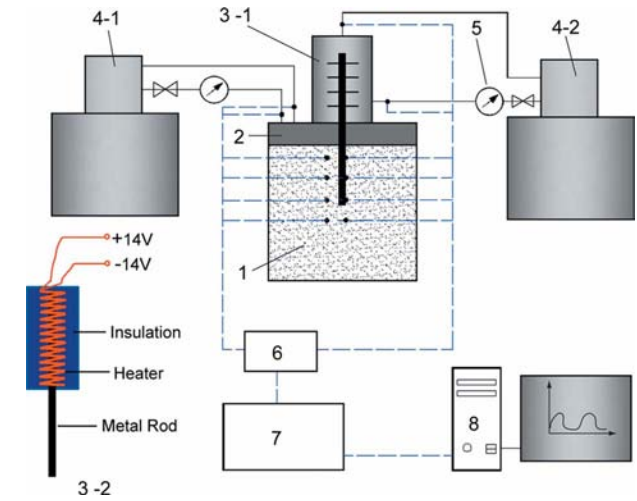 4-1
3-1
5
4-2
2
1
+14V
-14V
Insulation
Heater
Metal Rod
3-2
6
7
8